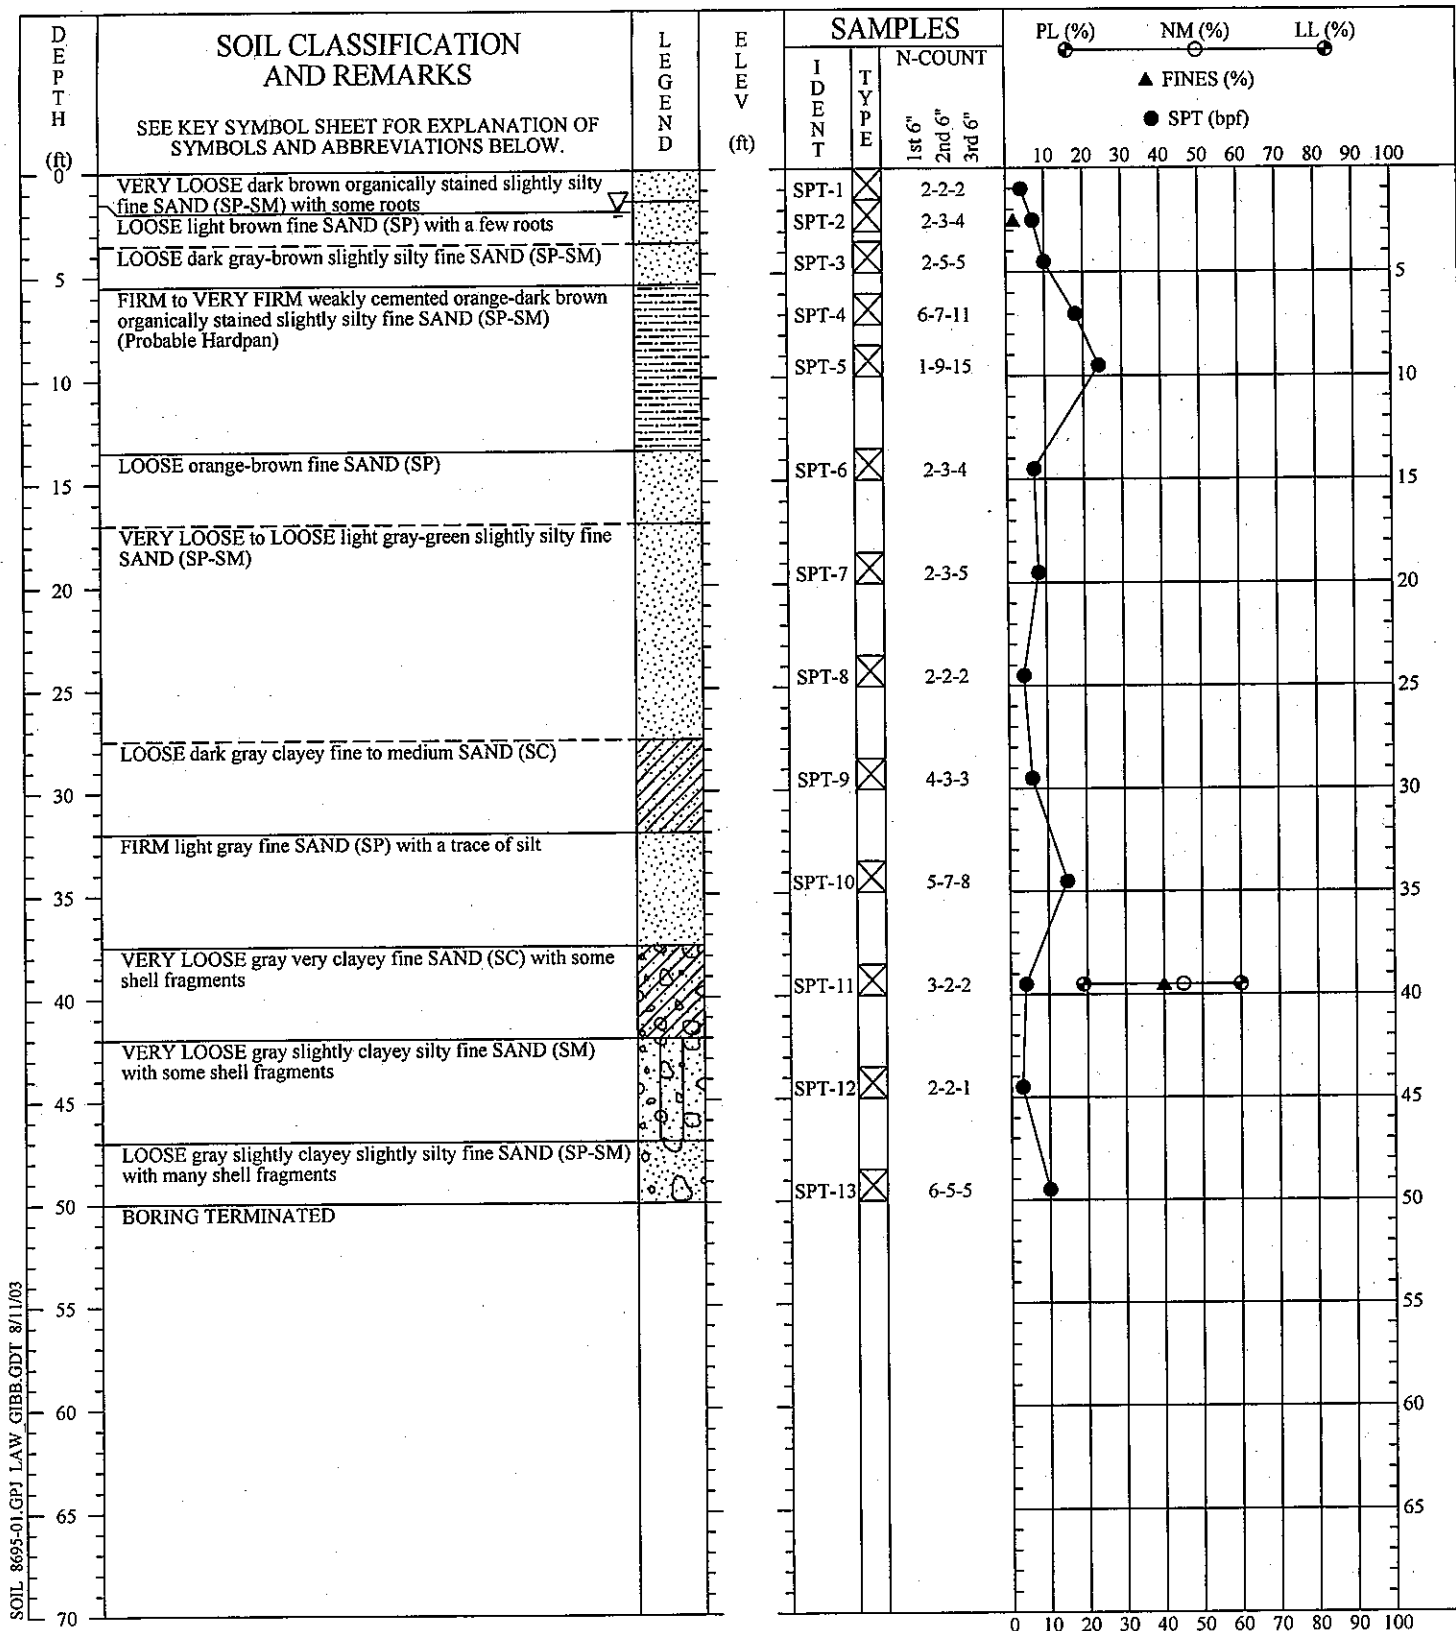 DEPTH
(ft)
SOIL CLASSIFICATION
AND REMARKS
SEE KEY SYMBOL SHEET FOR EXPLANATION OF
SYMBOLS AND ABBREVIATIONS BELOW.
LEGEND
ELEV
(ft)
SAMPLES
IDENT
TYPE
N-COUNT
1st 6"
2nd 6"
3rd 6"
PL (%) NM (%) LL (%)
▲ FINES (%)
● SPT (bpf)
10 20 30 40 50 60 70 80 90 100
0
VERY LOOSE dark brown organically stained slightly silty
fine SAND (SP-SM) with some roots
SPT-1 2-2-2
LOOSE light brown fine SAND (SP) with a few roots
SPT-2 2-3-4
LOOSE dark gray-brown slightly silty fine SAND (SP-SM)
SPT-3 2-5-5
5 5
FIRM to VERY FIRM weakly cemented orange-dark brown
organically stained slightly silty fine SAND (SP-SM)
(Probable Hardpan)
SPT-4 6-7-11
SPT-5 1-9-15
10 10
LOOSE orange-brown fine SAND (SP)
SPT-6 2-3-4
15 15
VERY LOOSE to LOOSE light gray-green slightly silty fine
SAND (SP-SM)
SPT-7 2-3-5
20 20
SPT-8 2-2-2
25 25
LOOSE dark gray clayey fine to medium SAND (SC)
SPT-9 4-3-3
30 30
FIRM light gray fine SAND (SP) with a trace of silt
SPT-10 5-7-8
35 35
VERY LOOSE gray very clayey fine SAND (SC) with some
shell fragments
SPT-11 3-2-2
40 40
VERY LOOSE gray slightly clayey silty fine SAND (SM)
with some shell fragments
SPT-12 2-2-1
45 45
LOOSE gray slightly clayey slightly silty fine SAND (SP-SM)
with many shell fragments
SPT-13 6-5-5
50 50
BORING TERMINATED
55 55
60 60
65 65
70
0 10 20 30 40 50 60 70 80 90 100
SOIL 8695-01.GPJ LAW_GIBB.GDT 8/11/03